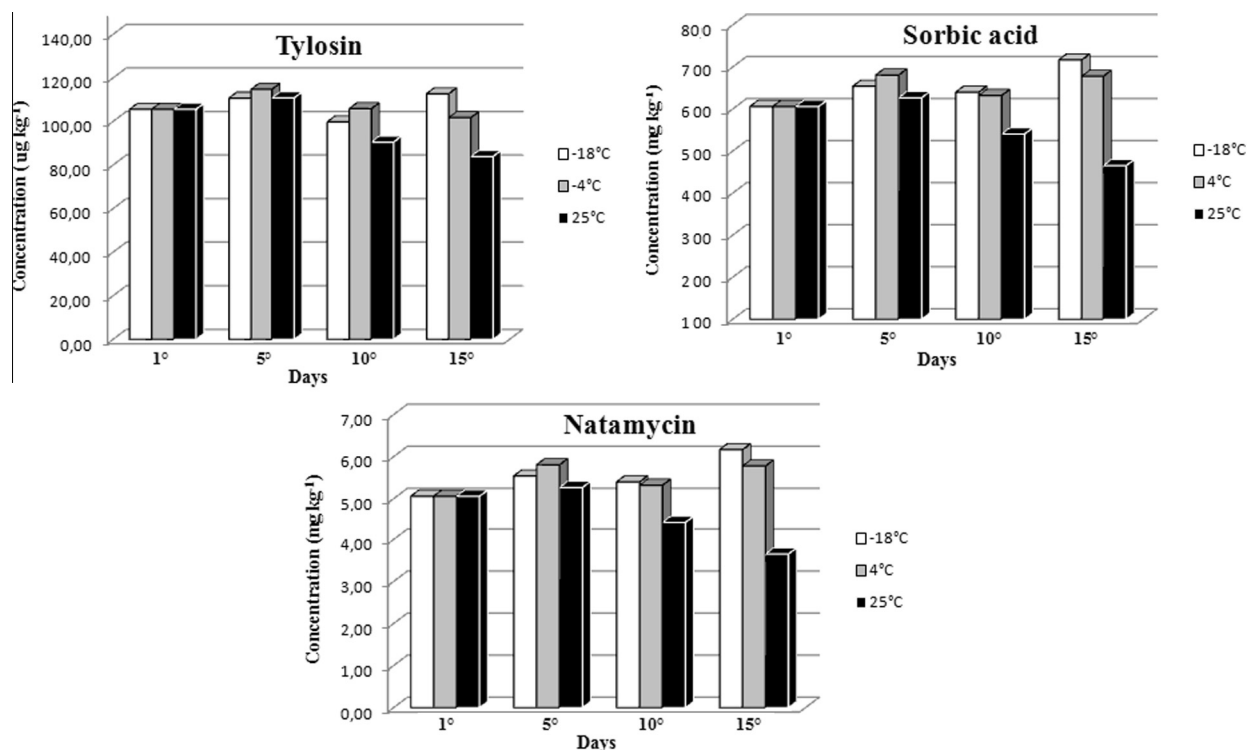 Tylosin
Concentration ( ug kg⁻¹)
140,00
120,00
100,00
80,00
60,00
40,00
20,00
0,00
1° 5° 10° 15°
Days
-18°C
-4°C
25°C
Sorbic acid
Concentration (mg kg⁻¹)
800
700
600
500
400
300
200
100
1° 5° 10° 15°
Days
-18°C
4°C
25°C
Natamycin
Concentration (mg kg⁻¹)
7,00
6,00
5,00
4,00
3,00
2,00
1,00
0,00
1° 5° 10° 15°
Days
-18°C
4°C
25°C